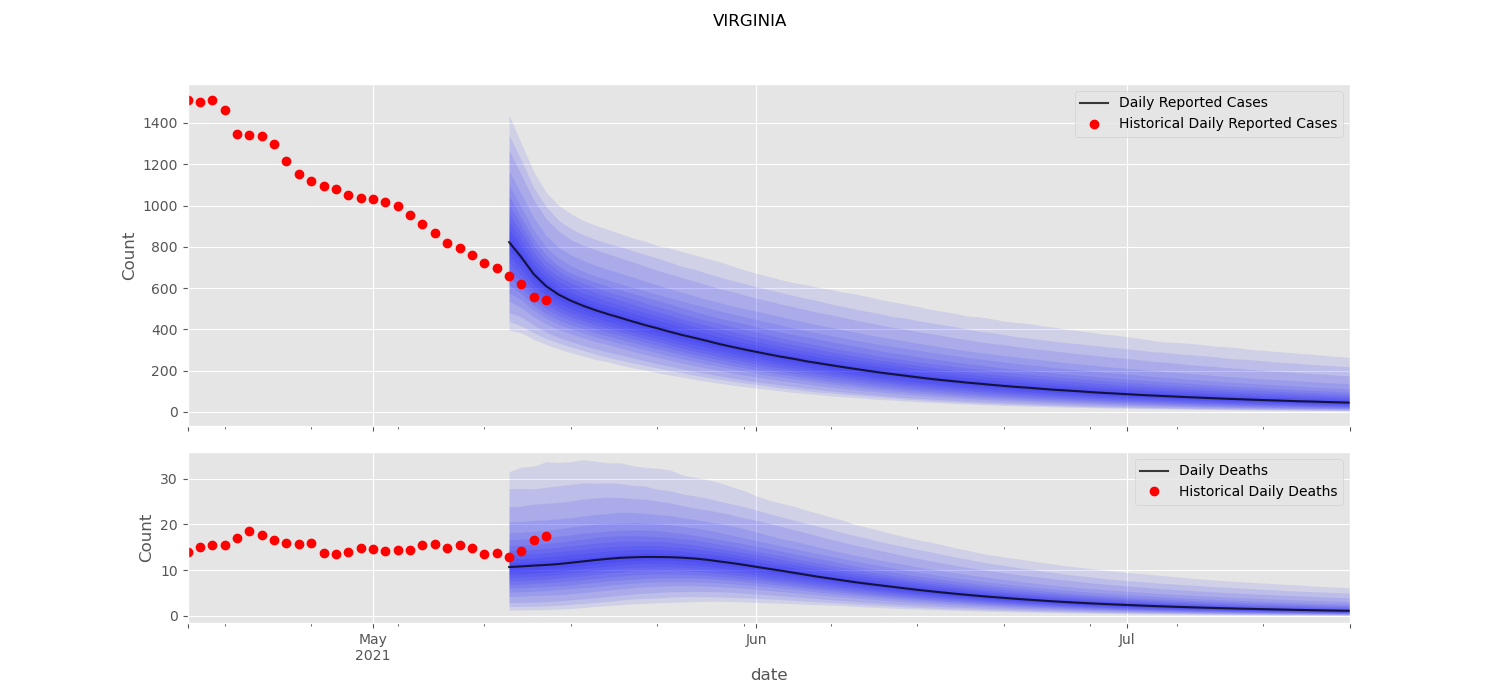 VIRGINIA
Daily Reported Cases
Historical Daily Reported Cases
1400
1200
1000
800
600
400
200
0
Count
Daily Deaths
Historical Daily Deaths
30
20
10
0
Count
May
2021
Jun
Jul
date